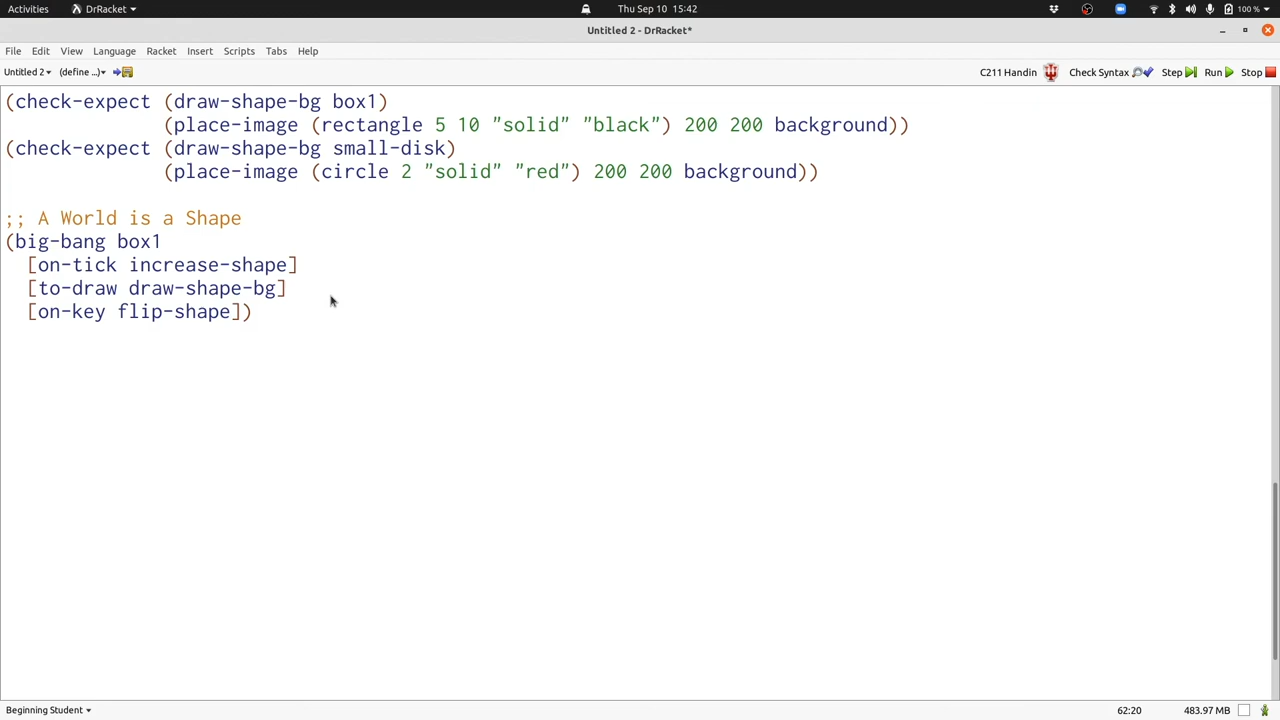 Activities DrRacket Thu Sep 10 15:42 100 %
Untitled 2 - DrRacket*
File Edit View Language Racket Insert Scripts Tabs Help
Untitled 2 (define ...) C211 Handin Check Syntax Step Run Stop
(check-expect (draw-shape-bg box1)
(place-image (rectangle 5 10 "solid" "black") 200 200 background))
(check-expect (draw-shape-bg small-disk)
(place-image (circle 2 "solid" "red") 200 200 background))
;; A World is a Shape
(big-bang box1
[on-tick increase-shape]
[to-draw draw-shape-bg]
[on-key flip-shape])
Beginning Student 62:20 483.97 MB